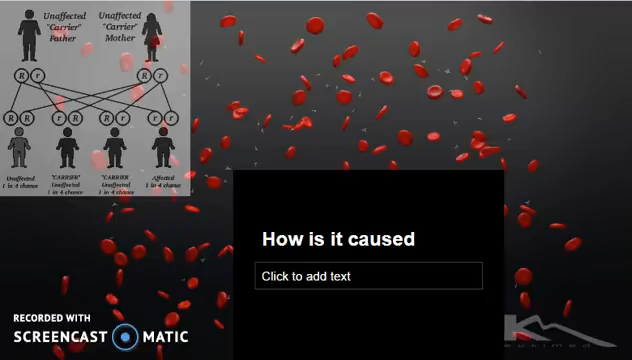 Unaffected "Carrier" Father
Unaffected "Carrier" Mother
R r
R r
R R
r R
R r
r r
Unaffected
1 in 4 chance
"CARRIER"
Unaffected
1 in 4 chance
"CARRIER"
Unaffected
1 in 4 chance
Affected
1 in 4 chance
How is it caused
Click to add text
RECORDED WITH
SCREENCAST MATIC